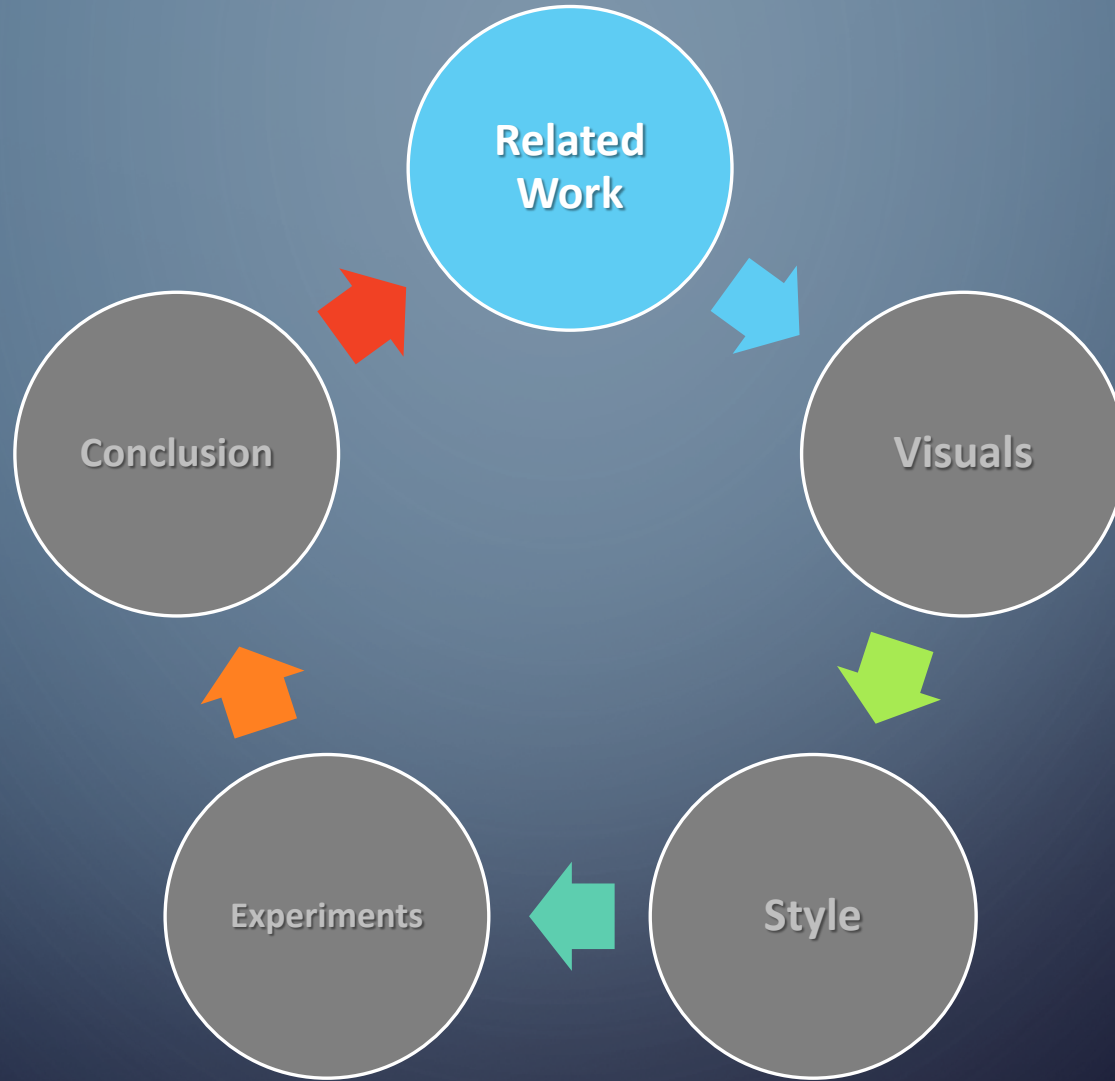 Related
Work
Visuals
Style
Experiments
Conclusion